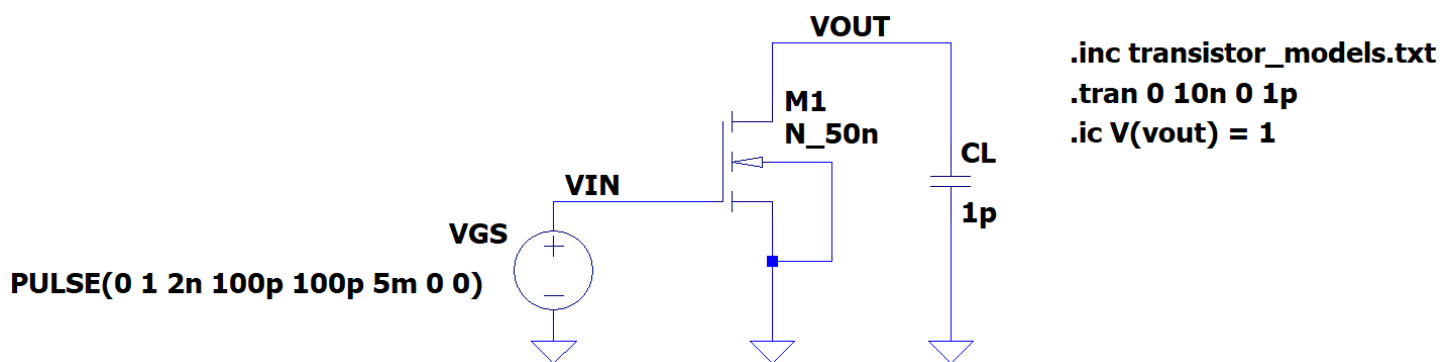 VOUT
.inc transistor_models.txt
.tran 0 10n 0 1p
.ic V(vout) = 1
M1
N_50n
CL
1p
VIN
VGS
PULSE(0 1 2n 100p 100p 5m 0 0)